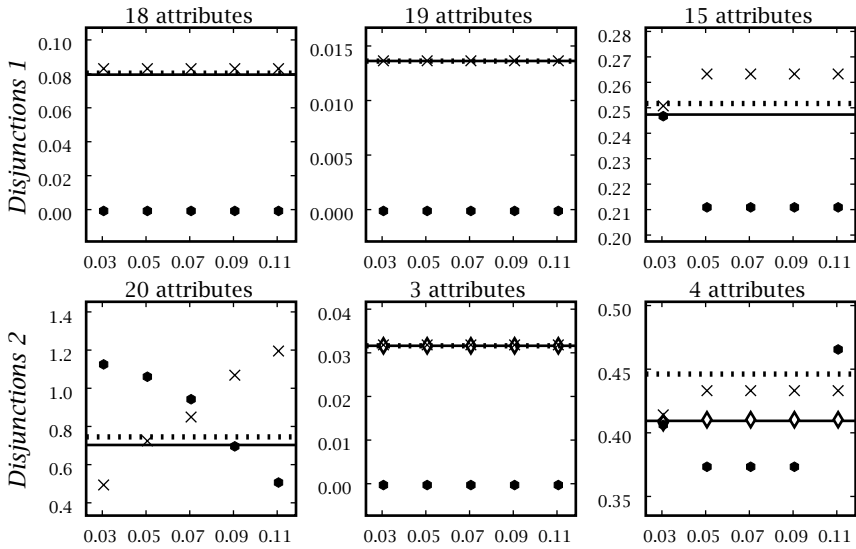 18 attributes
19 attributes
15 attributes
Disjunctions 1
0.10
0.08
0.06
0.04
0.02
0.00
0.03 0.05 0.07 0.09 0.11
0.015
0.010
0.005
0.000
0.03 0.05 0.07 0.09 0.11
0.28
0.27
0.26
0.25
0.24
0.23
0.22
0.21
0.20
0.03 0.05 0.07 0.09 0.11
20 attributes
3 attributes
4 attributes
Disjunctions 2
1.4
1.2
1.0
0.8
0.6
0.4
0.03 0.05 0.07 0.09 0.11
0.04
0.03
0.02
0.01
0.00
0.03 0.05 0.07 0.09 0.11
0.50
0.45
0.40
0.35
0.03 0.05 0.07 0.09 0.11